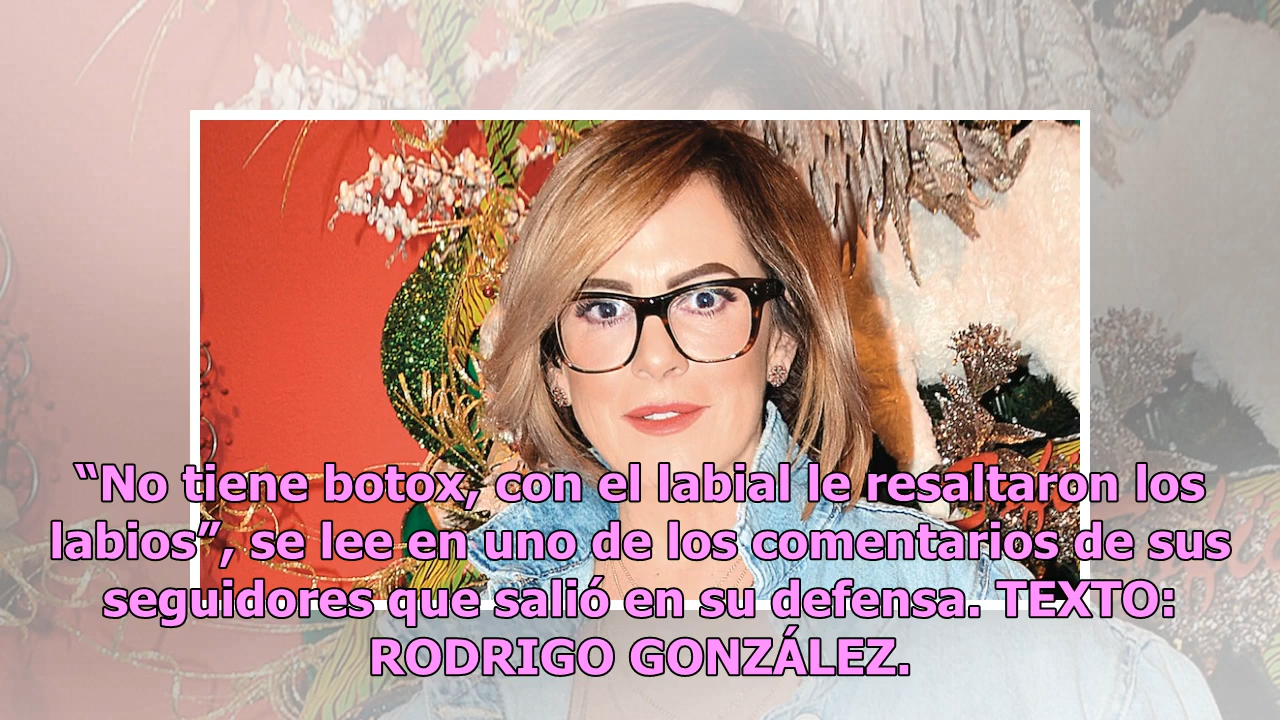 “No tiene botox, con el labial le resaltaron los
labios”, se lee en uno de los comentarios de sus
seguidores que salió en su defensa. TEXTO:
RODRIGO GONZÁLEZ.